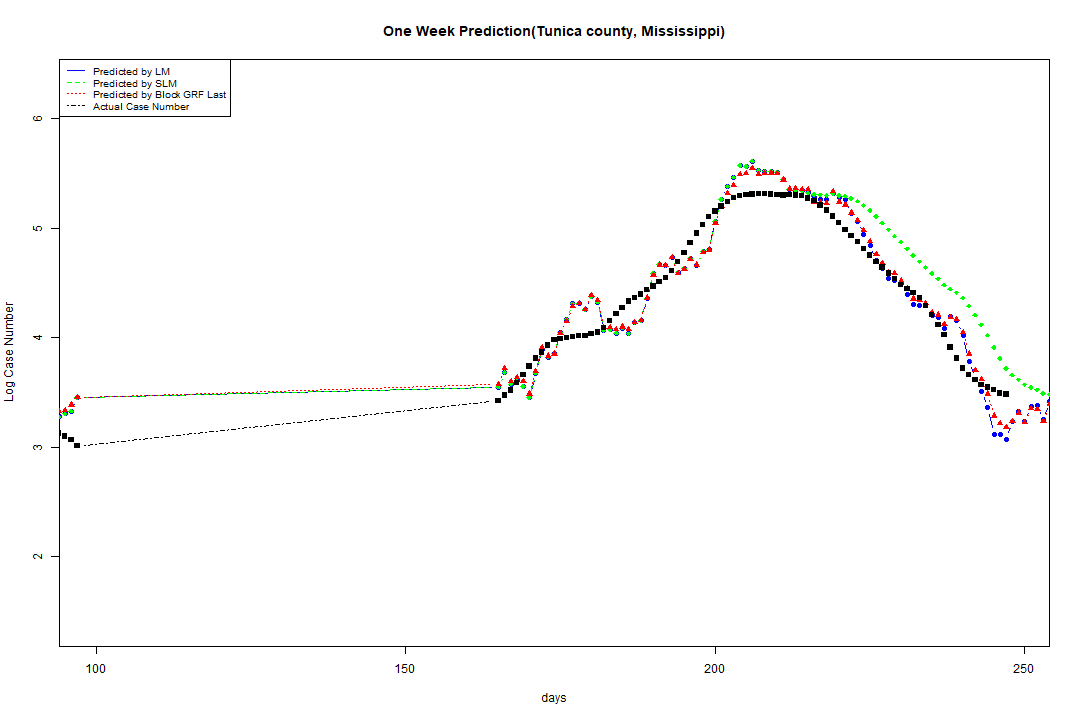 One Week Prediction(Tunica county, Mississippi)
Predicted by LM
Predicted by SLM
Predicted by Block GRF Last
Actual Case Number
Log Case Number
6
5
4
3
2
100 150 200 250
days